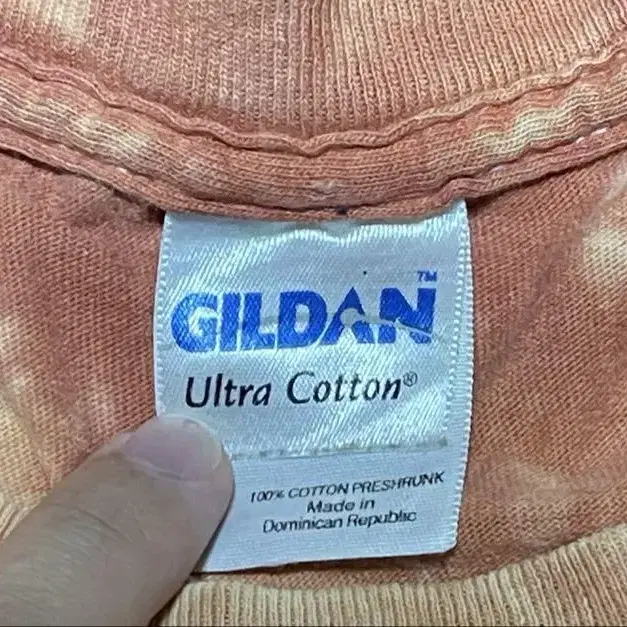 GILDAN™
Ultra Cotton®
100% COTTON PRESHRUNK
Made in
Dominican Republic